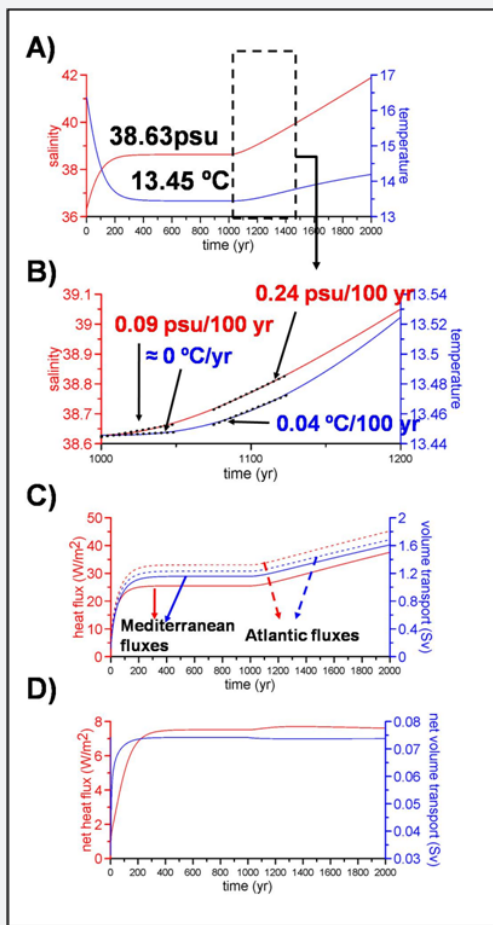 A)
42
40
38
36
salinity
38.63psu
13.45 ºC
17
16
15
14
13
temperature
0 200 400 600 800 1000 1200 1400 1600 1800 2000
time (yr)
B)
39.1
39
38.9
38.8
38.7
38.6
salinity
0.24 psu/100 yr
0.09 psu/100 yr
≈ 0 ºC/yr
0.04 ºC/100 yr
13.54
13.52
13.5
13.48
13.46
13.44
temperature
1000 1200
time (yr)
C)
50
40
30
20
10
0
heat flux (W/m2)
Mediterranean
fluxes
Atlantic fluxes
2
1.6
1.2
0.8
0.4
0
volume transport (Sv)
0 200 400 600 800 1000 1200 1400 1600 1800 2000
time (yr)
D)
8
6
4
2
0
net heat flux (W/m2)
0.08
0.07
0.06
0.05
0.04
0.03
net volume transport (Sv)
0 200 400 600 800 1000 1200 1400 1600 1800 2000
time (yr)